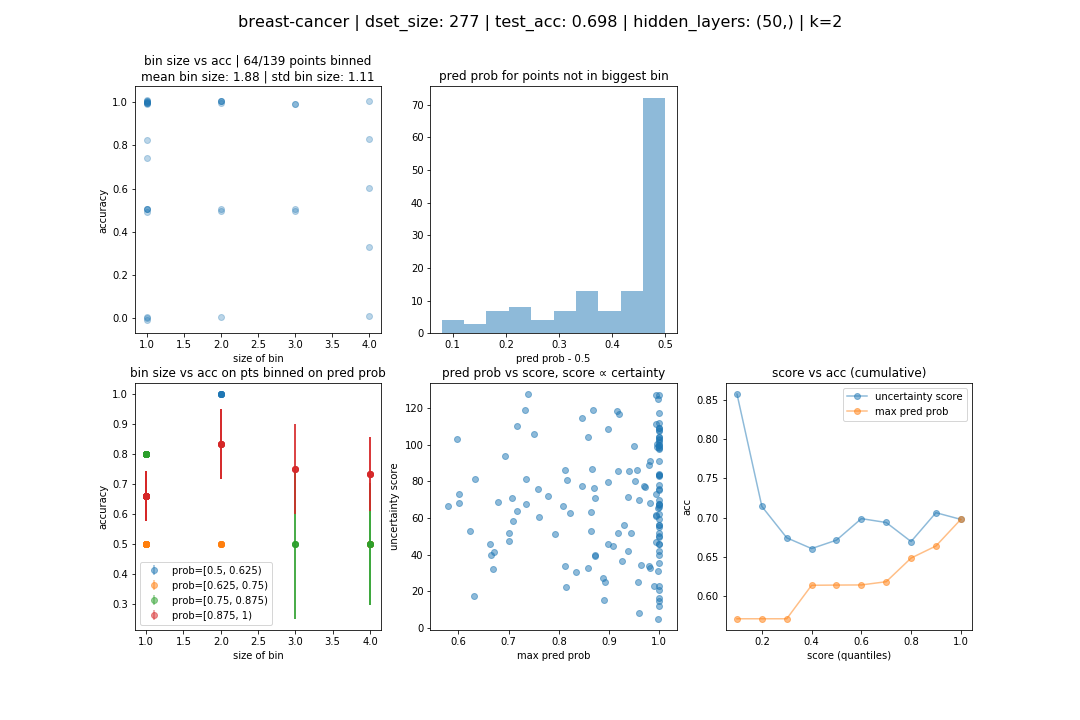 breast-cancer | dset_size: 277 | test_acc: 0.698 | hidden_layers: (50,) | k=2
bin size vs acc | 64/139 points binned
mean bin size: 1.88 | std bin size: 1.11
1.0
0.8
0.6
0.4
0.2
0.0
accuracy
1.0 1.5 2.0 2.5 3.0 3.5 4.0
size of bin
pred prob for points not in biggest bin
70
60
50
40
30
20
10
0
0.1 0.2 0.3 0.4 0.5
pred prob - 0.5
bin size vs acc on pts binned on pred prob
1.0
0.9
0.8
0.7
0.6
0.5
0.4
0.3
accuracy
prob=[0.5, 0.625)
prob=[0.625, 0.75)
prob=[0.75, 0.875)
prob=[0.875, 1)
1.0 1.5 2.0 2.5 3.0 3.5 4.0
size of bin
pred prob vs score, score ∝ certainty
120
100
80
60
40
20
0
uncertainty score
0.6 0.7 0.8 0.9 1.0
max pred prob
score vs acc (cumulative)
uncertainty score
max pred prob
0.85
0.80
0.75
0.70
0.65
0.60
acc
0.2 0.4 0.6 0.8 1.0
score (quantiles)